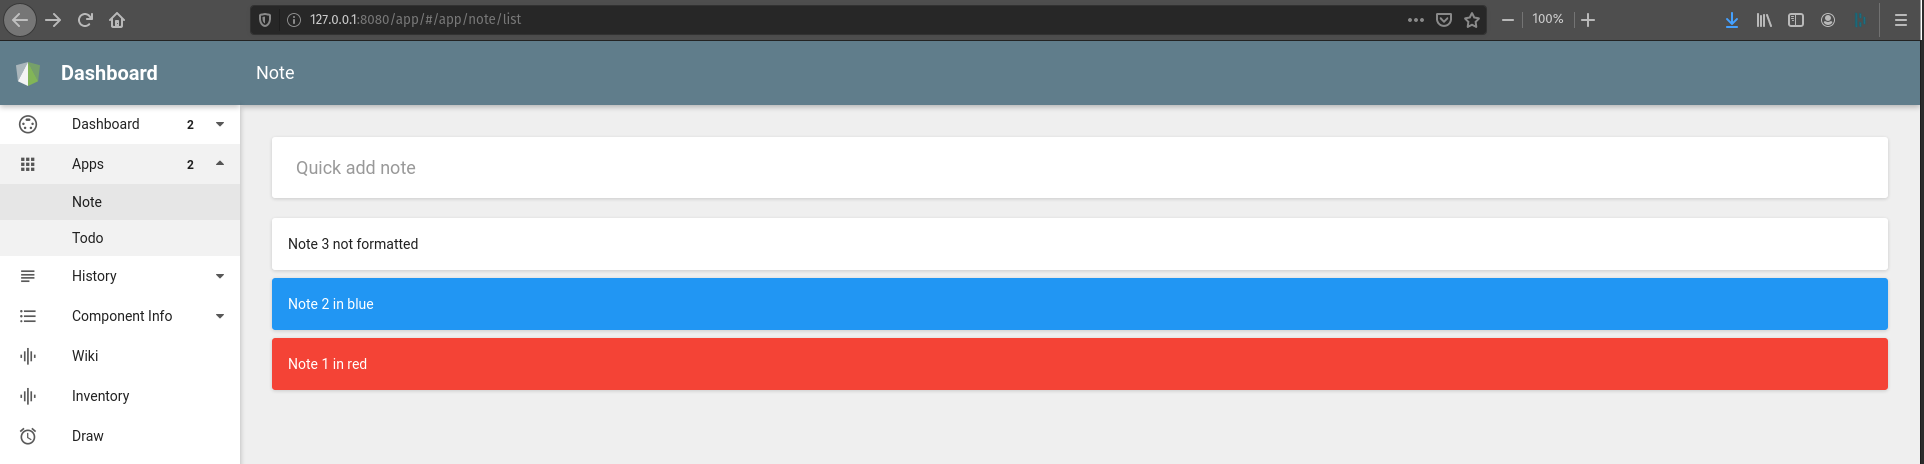 127.0.0.1:8080/app/#/app/note/list
100%
Dashboard
Note
Dashboard 2
Apps 2
Note
Todo
History
Component Info
Wiki
Inventory
Draw
Quick add note
Note 3 not formatted
Note 2 in blue
Note 1 in red